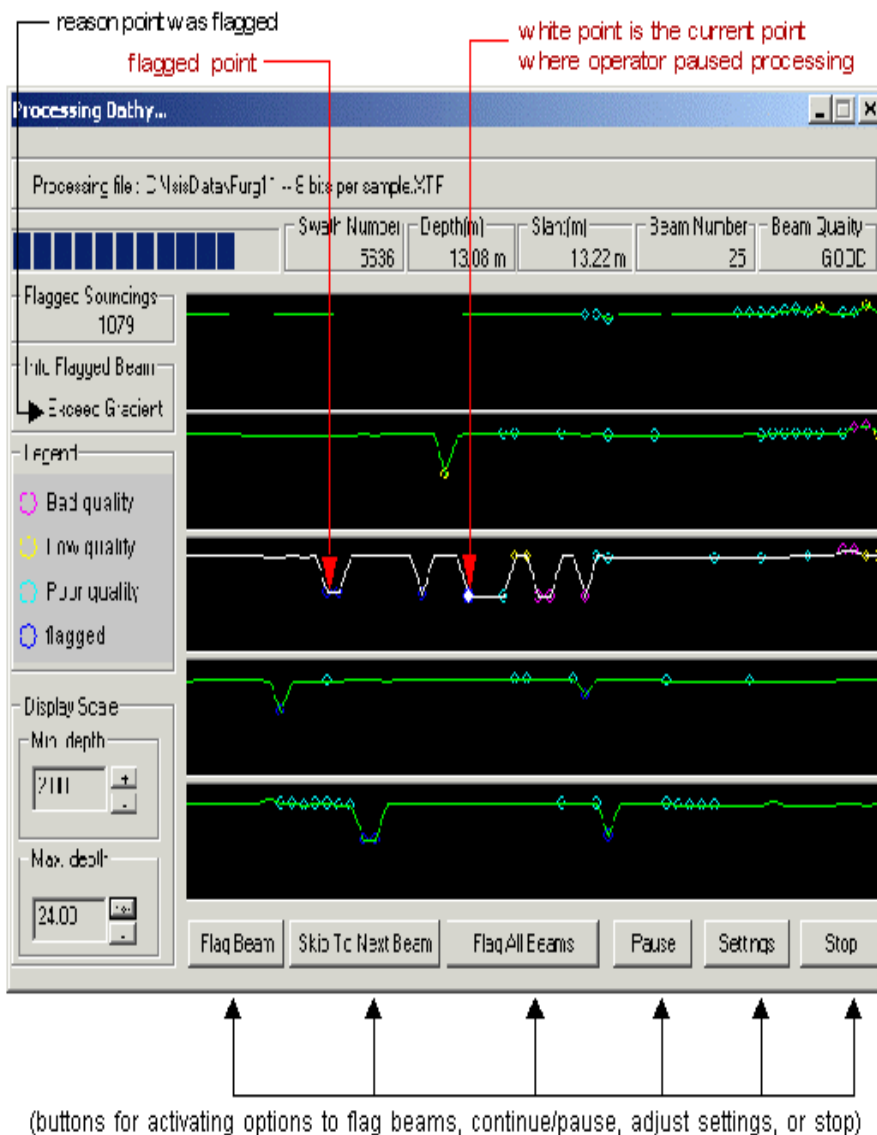 reason point was flagged
flagged point
white point is the current point
where operator paused processing
Processing Bathy...
Processing file : C:\IsisData\Furg11 -- 8 bits per sample.XTF
Swath Number
5636
Depth(m)
13.08 m
Slant(m)
13.22 m
Beam Number
25
Beam Quality
GOOD
Flagged Soundings
1079
Info Flagged Beam
Exceed Gradient
Legend
Bad quality
Low quality
Poor quality
flagged
Display Scale
Min. depth
2.00
+
-
Max. depth
24.00
+
-
Flag Beam
Skip To Next Beam
Flag All Beams
Pause
Settings
Stop
(buttons for activating options to flag beams, continue/pause, adjust settings, or stop)